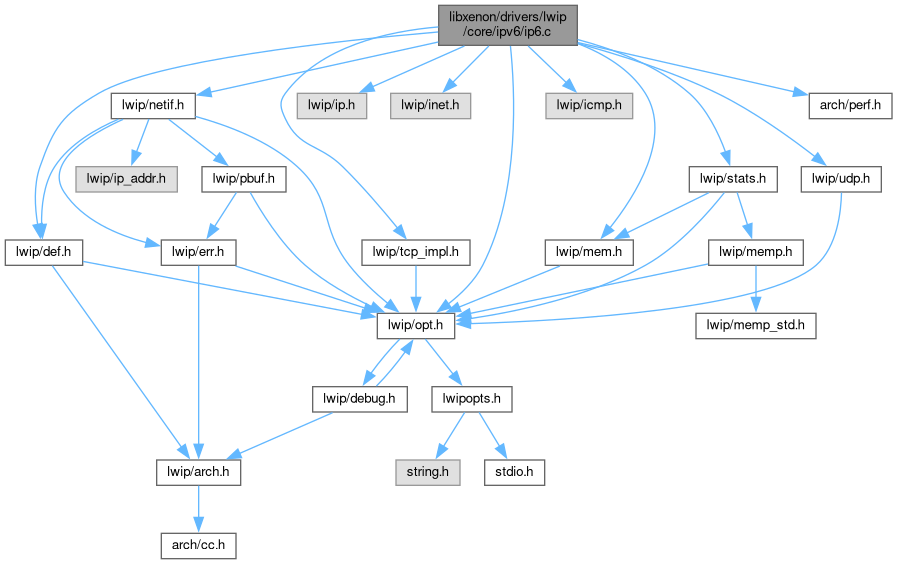 libxenon/drivers/lwip
/core/ipv6/ip6.c
lwip/netif.h
lwip/ip.h
lwip/inet.h
lwip/icmp.h
arch/perf.h
lwip/ip_addr.h
lwip/pbuf.h
lwip/stats.h
lwip/udp.h
lwip/def.h
lwip/err.h
lwip/tcp_impl.h
lwip/mem.h
lwip/memp.h
lwip/opt.h
lwip/memp_std.h
lwip/debug.h
lwipopts.h
lwip/arch.h
string.h
stdio.h
arch/cc.h